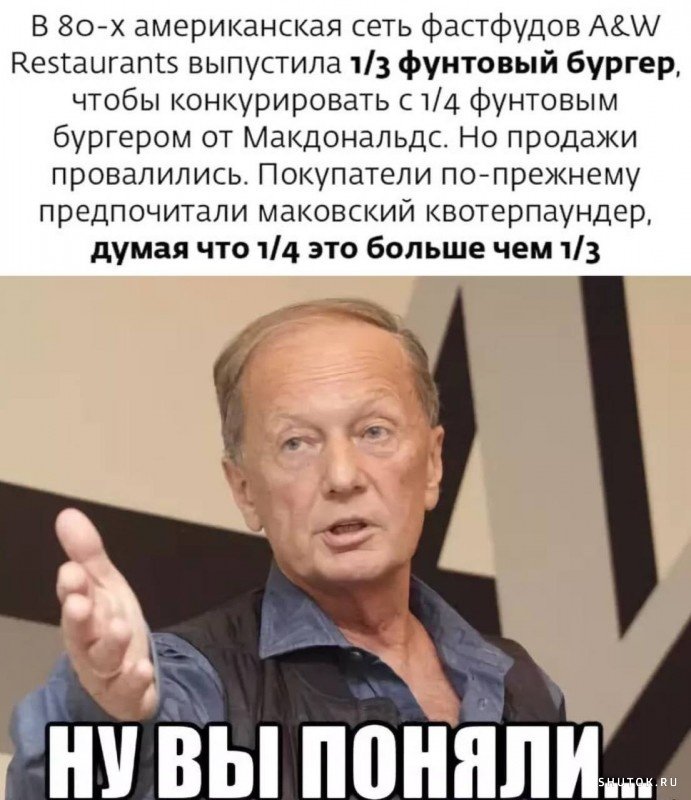 В 80-х американская сеть фастфудов A&W
Restaurants выпустила 1/3 фунтовый бургер,
чтобы конкурировать с 1/4 фунтовым
бургером от Макдональдс. Но продажи
провалились. Покупатели по-прежнему
предпочитали маковский квотерпаундер,
думая что 1/4 это больше чем 1/3
НУ ВЫ ПОНЯЛИ...
SHUTOK.RU